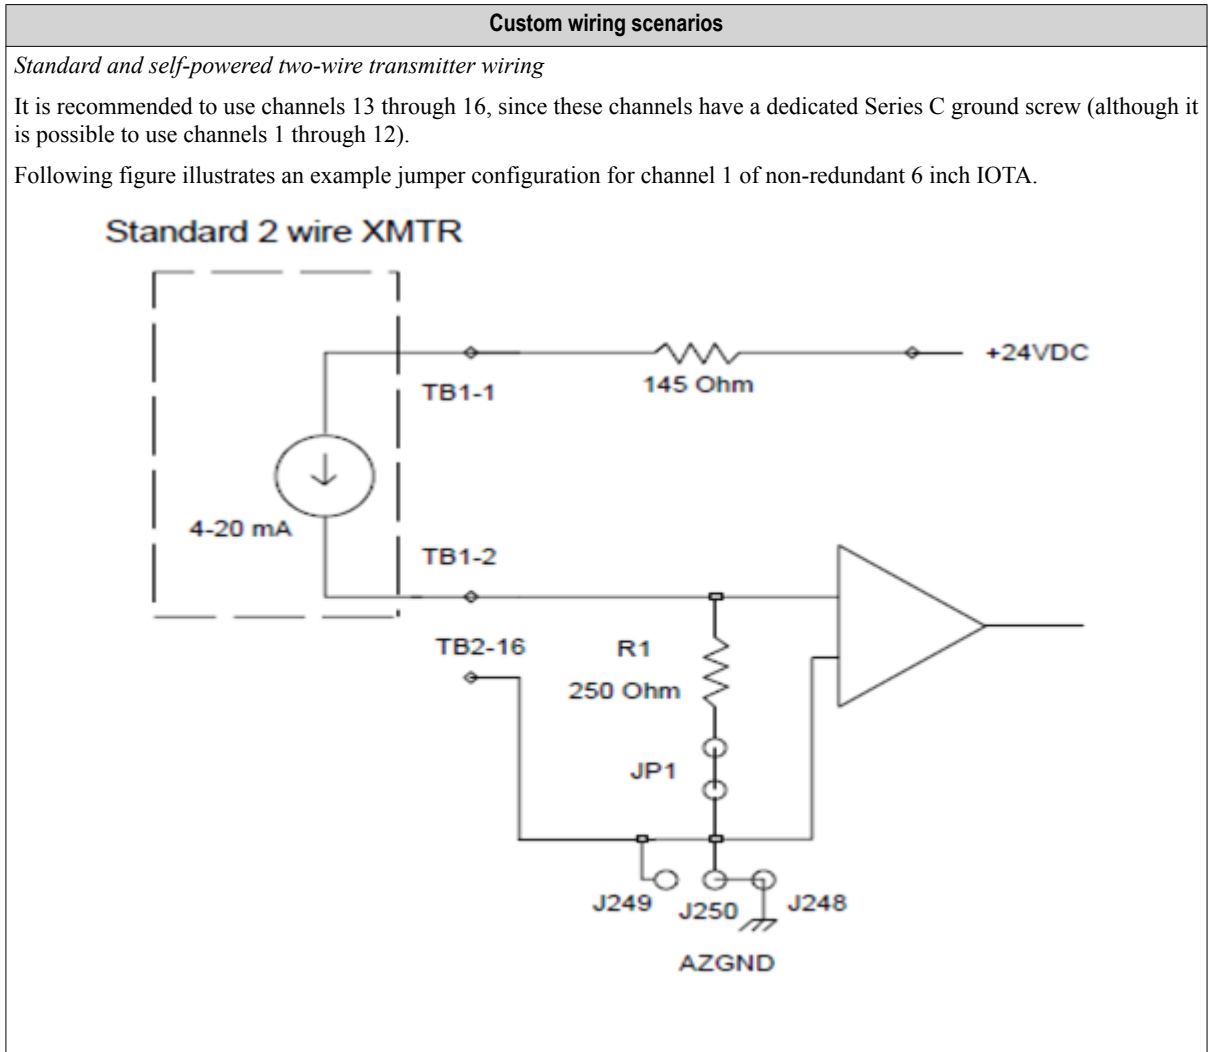 Custom wiring scenarios
Standard and self-powered two-wire transmitter wiring
It is recommended to use channels 13 through 16, since these channels have a dedicated Series C ground screw (although it
is possible to use channels 1 through 12).
Following figure illustrates an example jumper configuration for channel 1 of non-redundant 6 inch IOTA.
Standard 2 wire XMTR
+24VDC
145 Ohm
TB1-1
4-20 mA
TB1-2
TB2-16
R1
250 Ohm
JP1
J249
J250
J248
AZGND